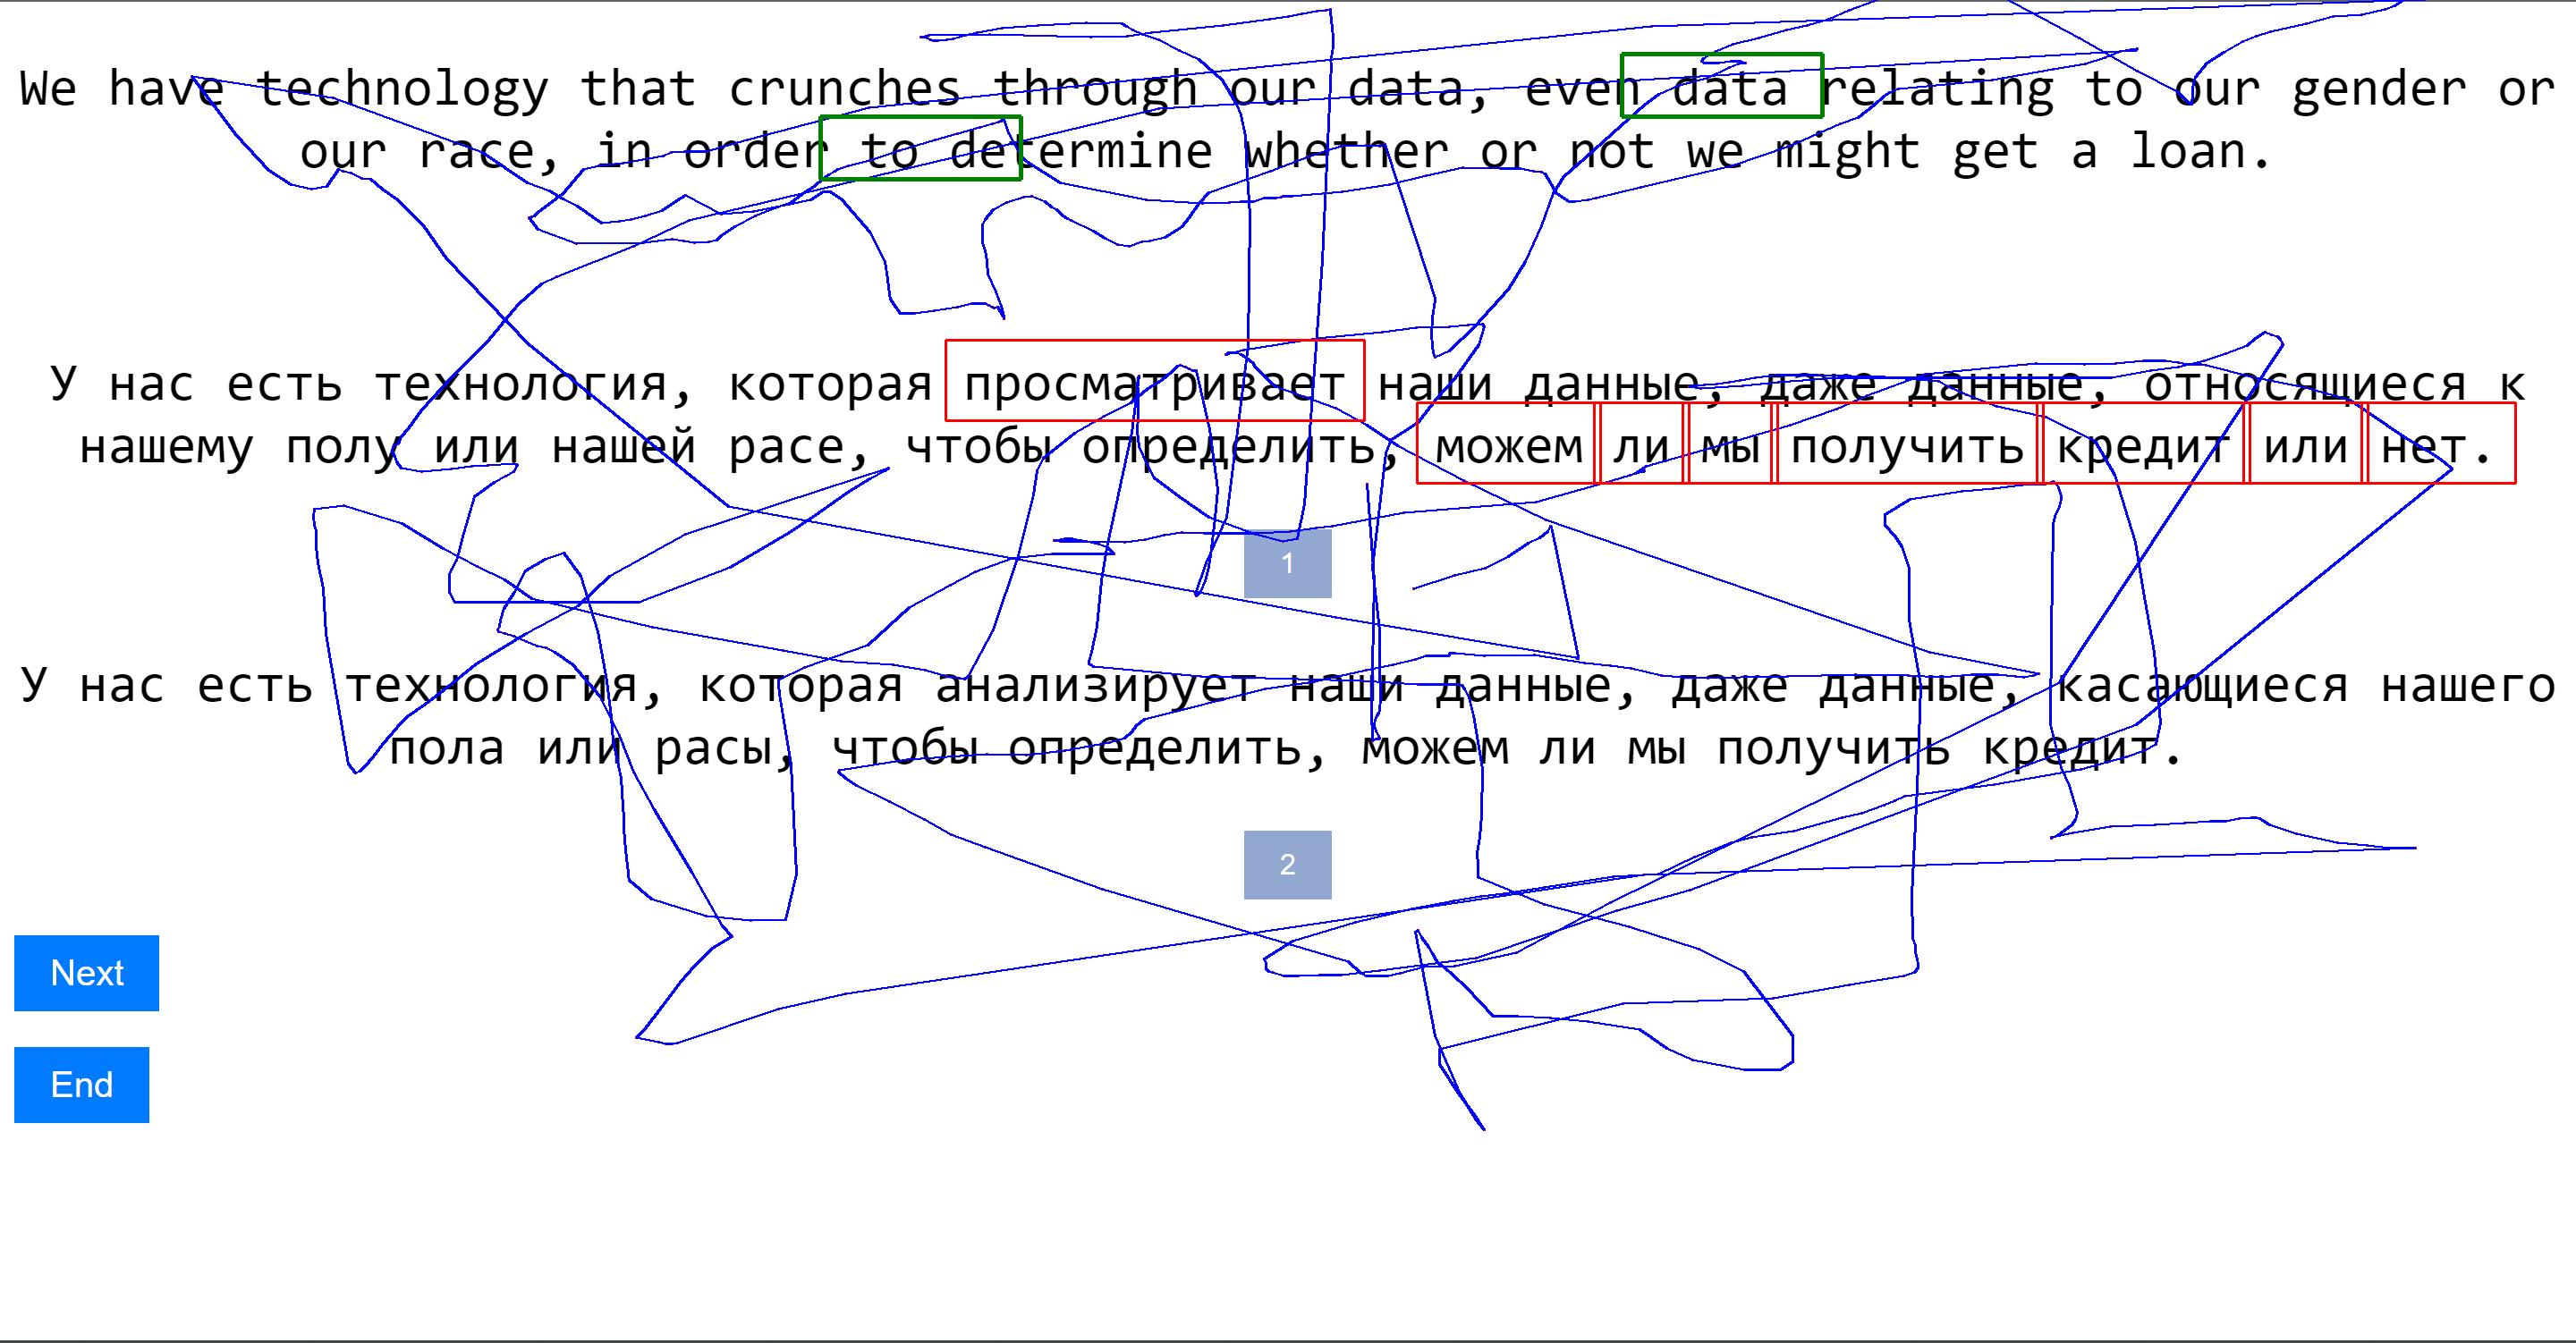 We have technology that crunches through our data, even data relating to our gender or
our race, in order to determine whether or not we might get a loan.
У нас есть технология, которая просматривает наши данные, даже данные, относящиеся к
нашему полу или нашей расе, чтобы определить, можем ли мы получить кредит или нет.
1
У нас есть технология, которая анализирует наши данные, даже данные, касающиеся нашего
пола или расы, чтобы определить, можем ли мы получить кредит.
2
Next
End